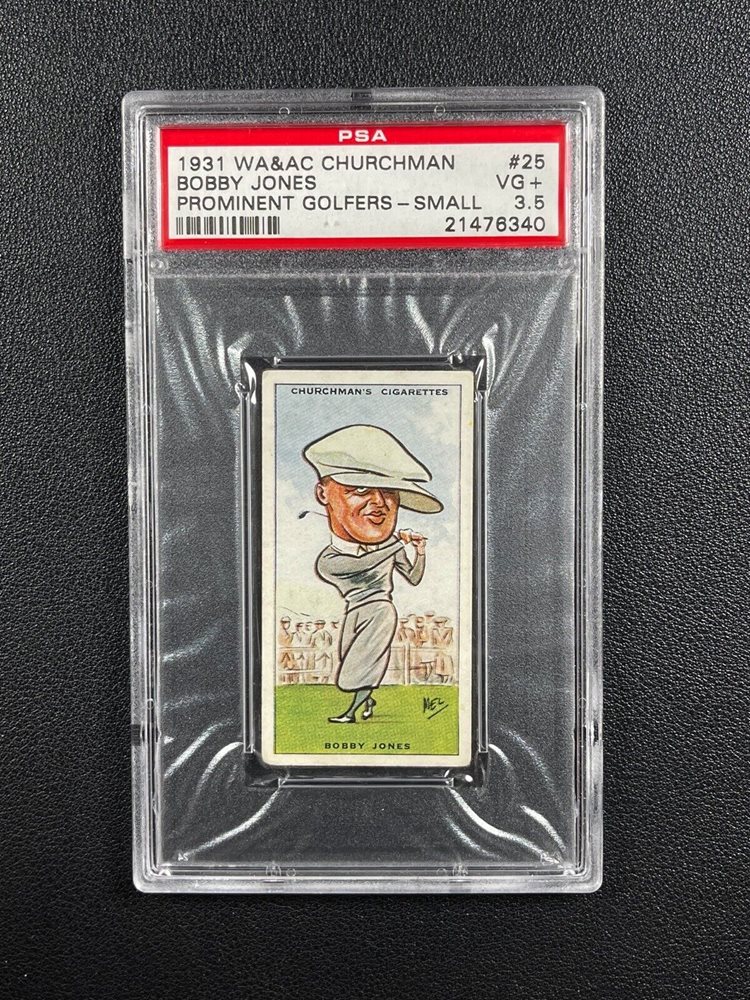 PSA
1931 WA&AC CHURCHMAN #25
BOBBY JONES VG+
PROMINENT GOLFERS – SMALL 3.5
21476340
CHURCHMAN'S CIGARETTES
MEL
BOBBY JONES